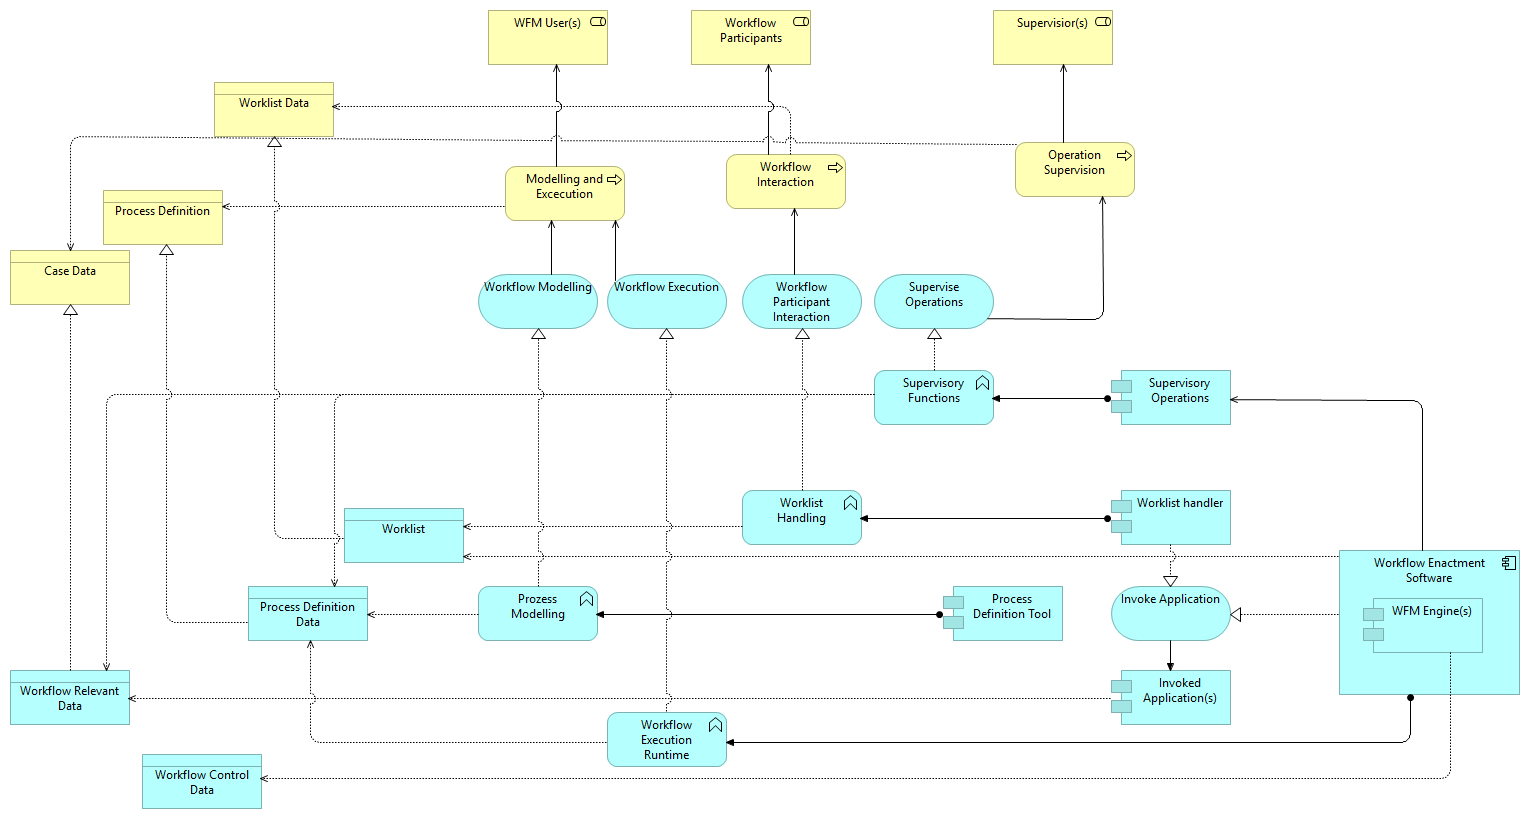 WFM User(s)
Workflow
Participants
Supervisior(s)
Worklist Data
Operation
Supervision
Workflow
Interaction
Modelling and
Excecution
Process Definition
Case Data
Workflow Modelling
Workflow Execution
Workflow
Participant
Interaction
Supervise
Operations
Supervisory
Functions
Supervisory
Operations
Worklist
Handling
Worklist handler
Worklist
Workflow Enactment
Software
Process Definition
Data
Prozess
Modelling
Process
Definition Tool
Invoke Application
WFM Engine(s)
Workflow Relevant
Data
Invoked
Application(s)
Workflow
Execution
Runtime
Workflow Control
Data